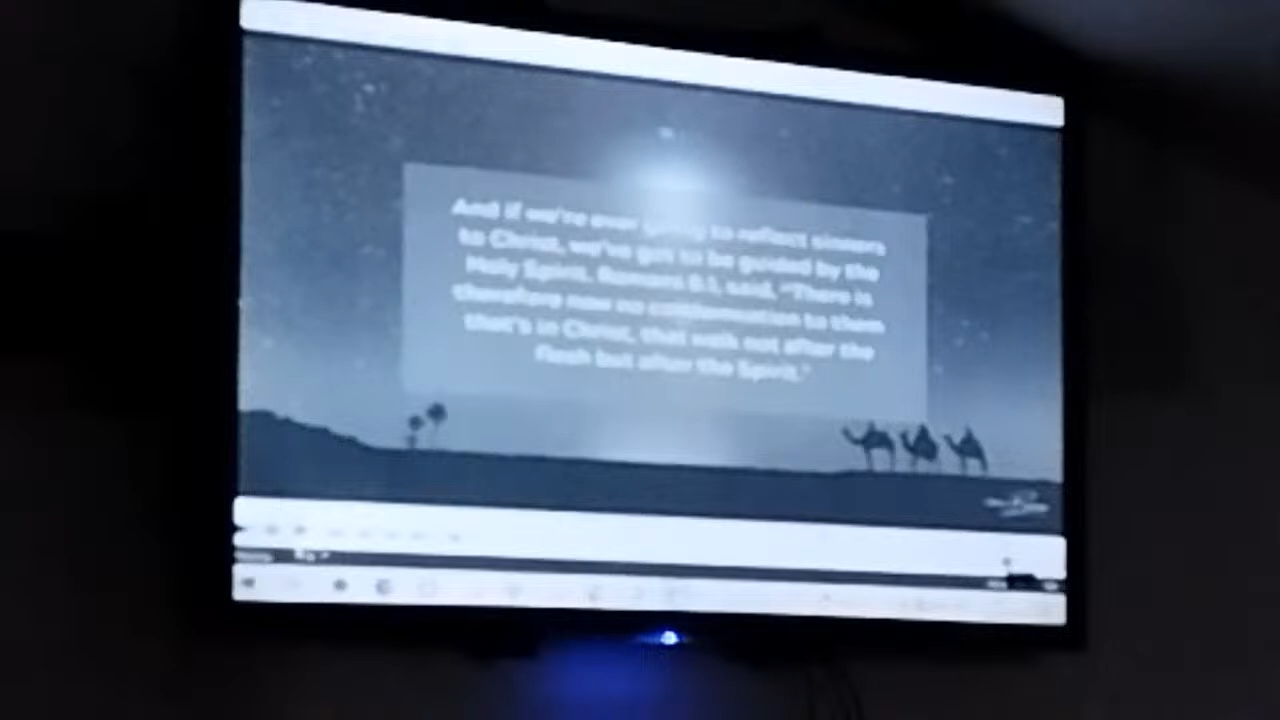 And if we're ever going to reflect sinners
to Christ, we've got to be guided by the
Holy Spirit. Romans 8:1, said, "There is
therefore now no condemnation to them
that's in Christ, that walk not after the
flesh but after the Spirit."